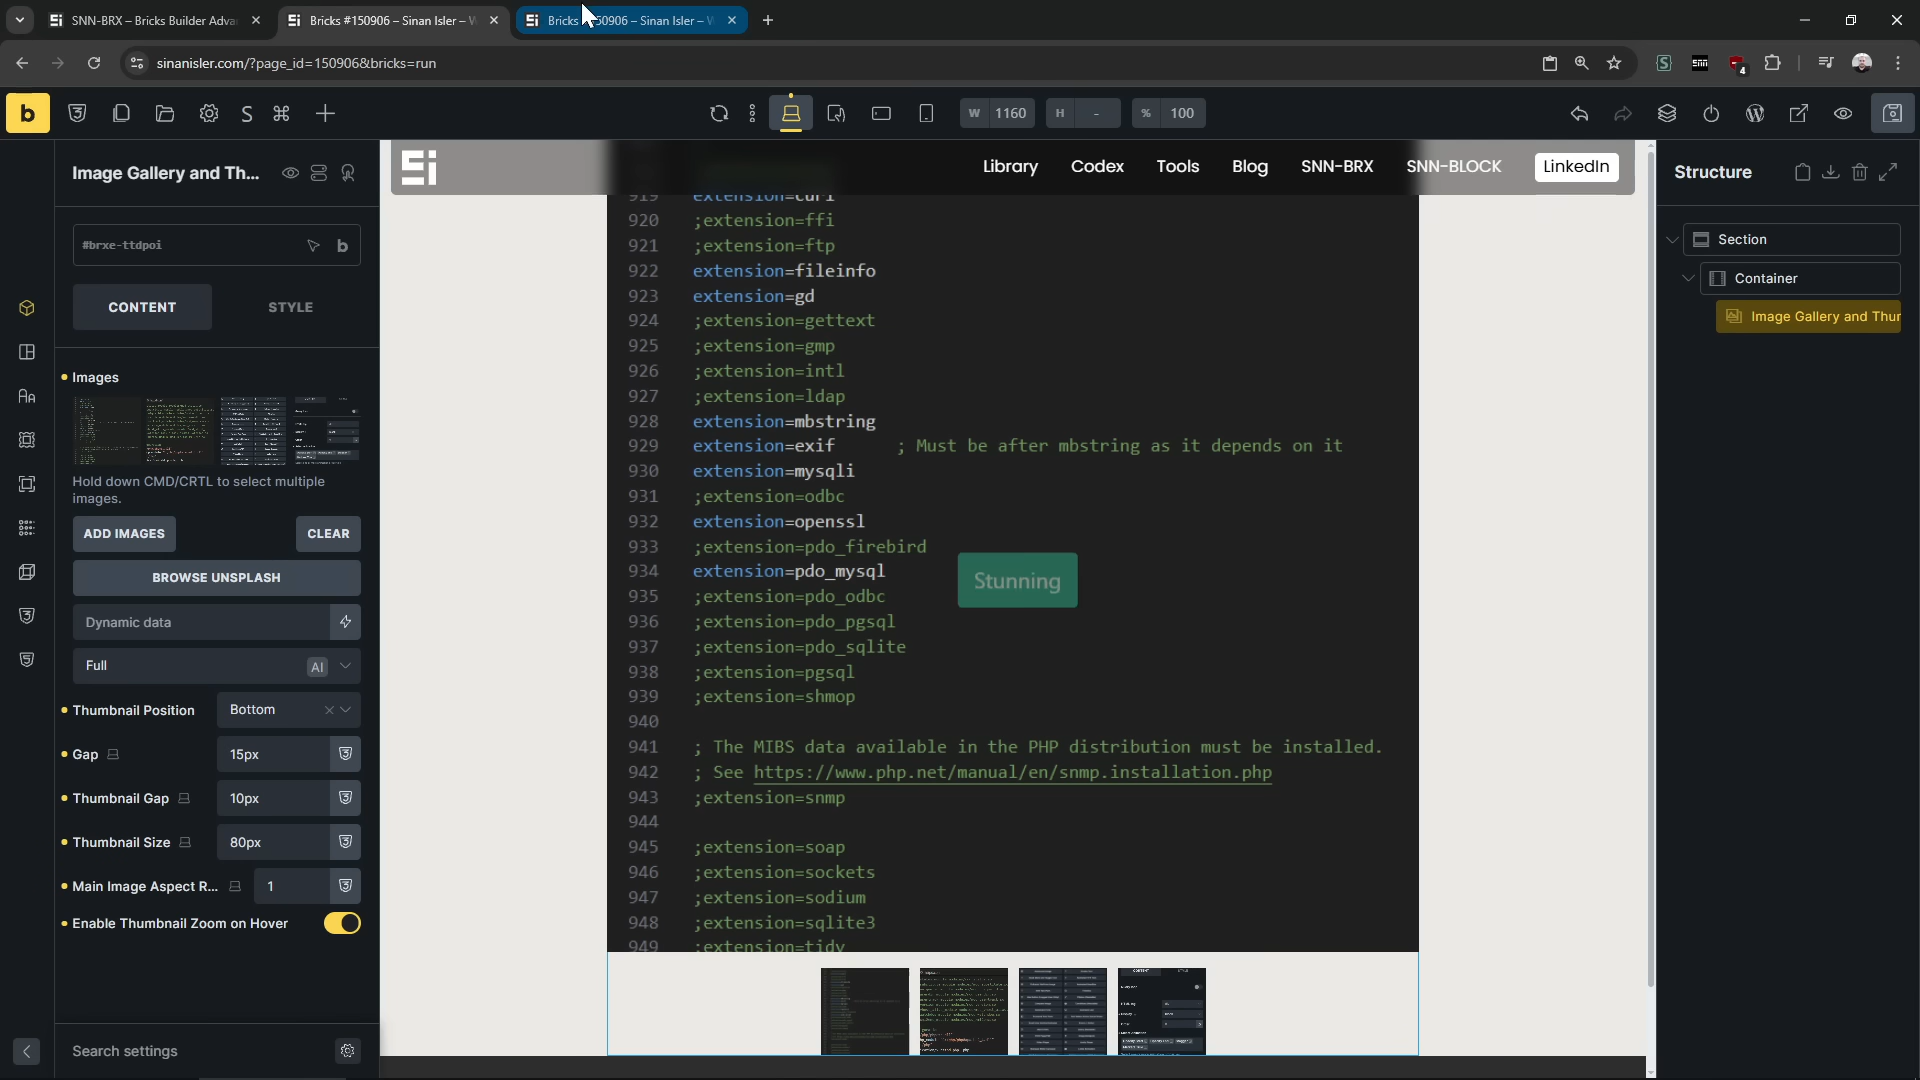 SNN-BRX – Bricks Builder Adva
Bricks #150906 – Sinan Isler – W
Bricks 50906 – Sinan Isler – W
sinanisler.com/?page_id=150906&bricks=run
4
b
S
W 1160
H -
% 100
Image Gallery and Th...
#brxe-ttdpoi
b
CONTENT
STYLE
Images
Hold down CMD/CRTL to select multiple
images.
ADD IMAGES
CLEAR
BROWSE UNSPLASH
Dynamic data
Full
AI
Thumbnail Position
Bottom
Gap
15px
Thumbnail Gap
10px
Thumbnail Size
80px
Main Image Aspect R...
1
Enable Thumbnail Zoom on Hover
Search settings
Library
Codex
Tools
Blog
SNN-BRX
SNN-BLOCK
LinkedIn
919 extension=curl
920 ;extension=ffi
921 ;extension=ftp
922 extension=fileinfo
923 extension=gd
924 ;extension=gettext
925 ;extension=gmp
926 ;extension=intl
927 ;extension=ldap
928 extension=mbstring
929 extension=exif ; Must be after mbstring as it depends on it
930 extension=mysqli
931 ;extension=odbc
932 extension=openssl
933 ;extension=pdo_firebird
934 extension=pdo_mysql
935 ;extension=pdo_odbc
936 ;extension=pdo_pgsql
937 ;extension=pdo_sqlite
938 ;extension=pgsql
939 ;extension=shmop
940
941 ; The MIBS data available in the PHP distribution must be installed.
942 ; See https://www.php.net/manual/en/snmp.installation.php
943 ;extension=snmp
944
945 ;extension=soap
946 ;extension=sockets
947 ;extension=sodium
948 ;extension=sqlite3
949 ;extension=tidy
Stunning
CONTENT
STYLE
Structure
Section
Container
Image Gallery and Thur